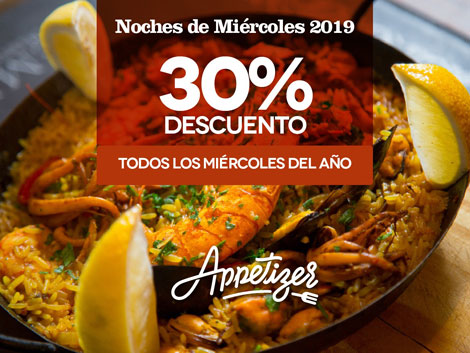 Noches de Miércoles 2019
30%
DESCUENTO
TODOS LOS MIÉRCOLES DEL AÑO
Appetizer